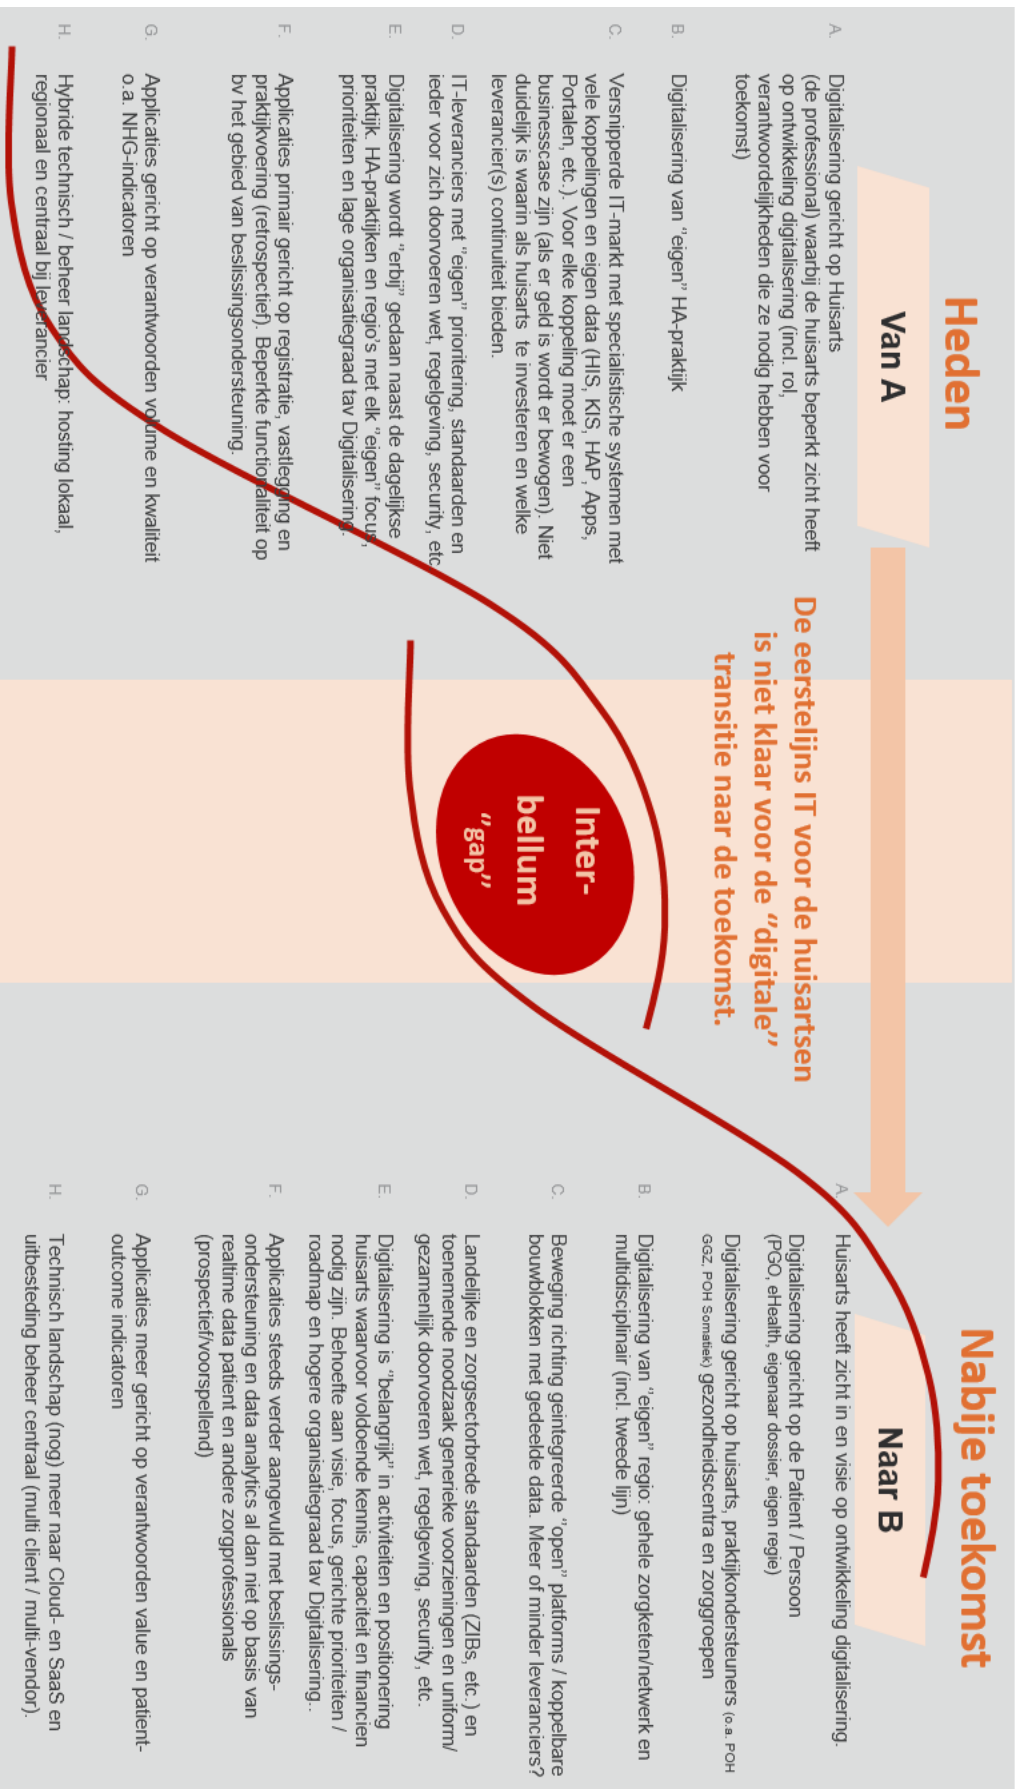 Heden
Van A
A. Digitalisering gericht op Huisarts
(de professional) waarbij de huisarts beperkt zicht heeft
op ontwikkeling digitalisering (incl. rol,
verantwoordelijkheden die ze nodig hebben voor
toekomst)
B. Digitalisering van ‘‘eigen’’ HA-praktijk
C. Versnipperde IT-markt met specialistische systemen met
vele koppelingen en eigen data (HIS, KIS, HAP, Apps,
Portalen, etc.). Voor elke koppeling moet er een
businesscase zijn (als er geld is wordt er bewogen). Niet
duidelijk is waarin als huisarts te investeren en welke
leverancier(s) continuiteit bieden.
D. IT-leveranciers met ‘‘eigen’’ prioritering, standaarden en
ieder voor zich doorvoeren wet, regelgeving, security, etc
E. Digitalisering wordt ‘‘erbij’’ gedaan naast de dagelijkse
praktijk. HA-praktijken en regio’s met elk ‘‘eigen’’ focus,
prioriteiten en lage organisatiegraad tav Digitalisering.
F. Applicaties primair gericht op registratie, vastlegging en
praktijkvoering (retrospectief). Beperkte functionaliteit op
bv het gebied van beslissingsondersteuning.
G. Applicaties gericht op verantwoorden volume en kwaliteit
o.a. NHG-indicatoren
H. Hybride technisch / beheer landschap: hosting lokaal,
regionaal en centraal bij leverancier
De eerstelijns IT voor de huisartsen
is niet klaar voor de ‘‘digitale’’
transitie naar de toekomst.
Inter-
bellum
‘‘gap’’
Nabije toekomst
Naar B
A. Huisarts heeft zicht in en visie op ontwikkeling digitalisering.
Digitalisering gericht op de Patient / Persoon
(PGO, eHealth, eigenaar dossier, eigen regie)
Digitalisering gericht op huisarts, praktijkondersteuners (o.a. POH
GGZ, POH Somatiek) gezondheidscentra en zorggroepen
B. Digitalisering van ‘‘eigen’’ regio: gehele zorgketen/netwerk en
multidisciplinair (incl. tweede lijn)
C. Beweging richting geintegreerde ‘‘open’’ platforms / koppelbare
bouwblokken met gedeelde data. Meer of minder leveranciers?
D. Landelijke en zorgsectorbrede standaarden (ZIBs, etc.) en
toenemende noodzaak generieke voorzieningen en uniform/
gezamenlijk doorvoeren wet, regelgeving, security, etc.
E. Digitalisering is ‘‘belangrijk’’ in activiteiten en positionering
huisarts waarvoor voldoende kennis, capaciteit en financien
nodig zijn. Behoefte aan visie, focus, gerichte prioriteiten /
roadmap en hogere organisatiegraad tav Digitalisering..
F. Applicaties steeds verder aangevuld met beslissings-
ondersteuning en data analytics al dan niet op basis van
realtime data patient en andere zorgprofessionals
(prospectief/voorspellend)
G. Applicaties meer gericht op verantwoorden value en patient-
outcome indicatoren
H. Technisch landschap (nog) meer naar Cloud- en SaaS en
uitbesteding beheer centraal (multi client / multi-vendor).